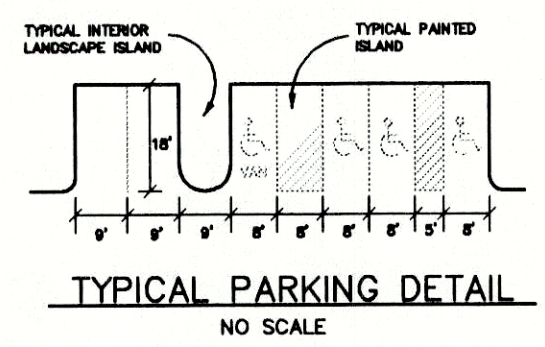 TYPICAL INTERIOR
LANDSCAPE ISLAND
TYPICAL PAINTED
ISLAND
18'
VAN
9' 9' 9' 8' 8' 8' 8' 5' 8'
TYPICAL PARKING DETAIL
NO SCALE